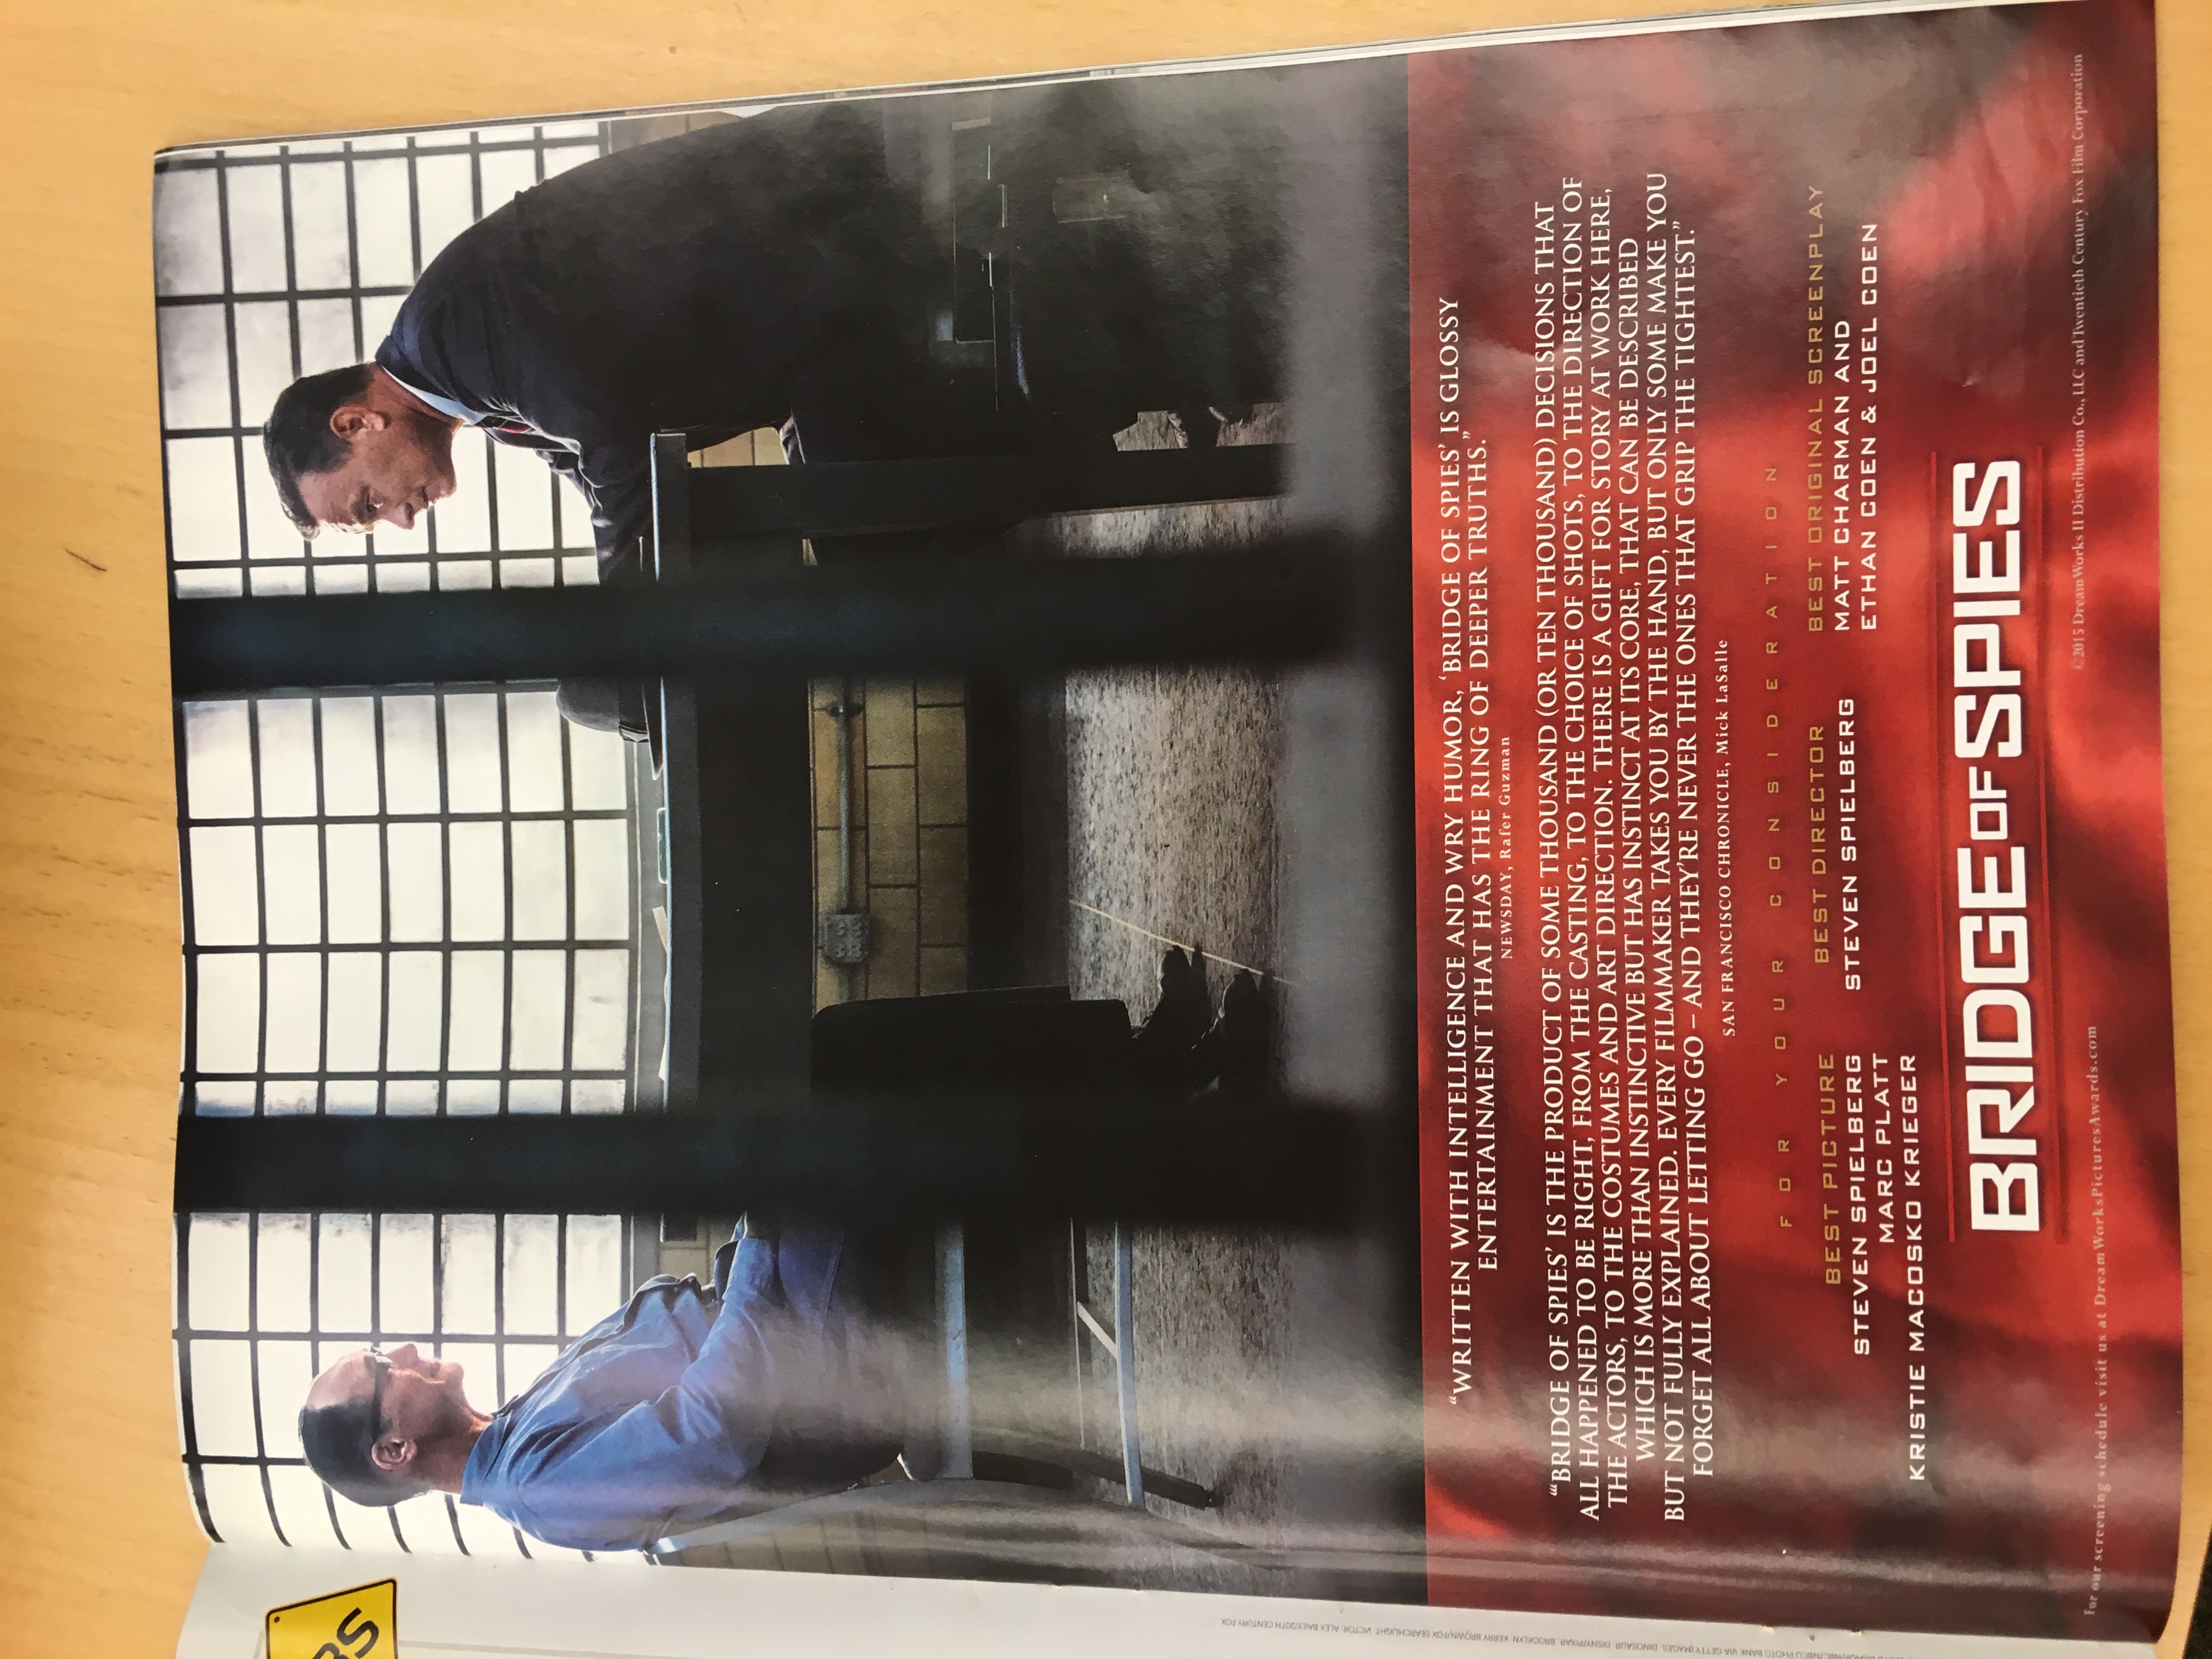 “WRITTEN WITH INTELLIGENCE AND WRY HUMOR, ‘BRIDGE OF SPIES’ IS GLOSSY
ENTERTAINMENT THAT HAS THE RING OF DEEPER TRUTHS.”
NEWSDAY, Rafer Guzman
“‘BRIDGE OF SPIES’ IS THE PRODUCT OF SOME THOUSAND (OR TEN THOUSAND) DECISIONS THAT
ALL HAPPENED TO BE RIGHT, FROM THE CASTING, TO THE CHOICE OF SHOTS, TO THE DIRECTION OF
THE ACTORS, TO THE COSTUMES AND ART DIRECTION. THERE IS A GIFT FOR STORY AT WORK HERE,
WHICH IS MORE THAN INSTINCTIVE BUT HAS INSTINCT AT ITS CORE, THAT CAN BE DESCRIBED
BUT NOT FULLY EXPLAINED. EVERY FILMMAKER TAKES YOU BY THE HAND, BUT ONLY SOME MAKE YOU
FORGET ALL ABOUT LETTING GO – AND THEY’RE NEVER THE ONES THAT GRIP THE TIGHTEST.”
SAN FRANCISCO CHRONICLE, Mick LaSalle
FOR YOUR CONSIDERATION
BEST PICTURE
STEVEN SPIELBERG
MARC PLATT
KRISTIE MACOSKO KRIEGER
BEST DIRECTOR
STEVEN SPIELBERG
BEST ORIGINAL SCREENPLAY
MATT CHARMAN AND
ETHAN COEN & JOEL COEN
BRIDGE OF SPIES
For our screening schedule visit us at DreamWorksPicturesAwards.com
©2015 DreamWorks II Distribution Co., LLC and Twentieth Century Fox Film Corporation
BANK VIA GETTY IMAGES. DINOSAUR: DISNEY/PIXAR. BROOKLYN: KERRY BROWN/FOX SEARCHLIGHT. VICTOR: ALEX BAILY/20TH CENTURY FOX.